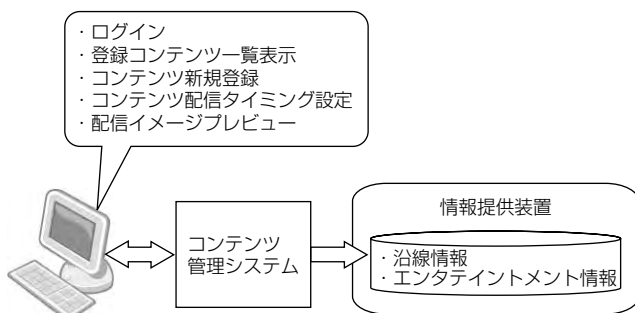 ・ログイン
・登録コンテンツ一覧表示
・コンテンツ新規登録
・コンテンツ配信タイミング設定
・配信イメージプレビュー
コンテンツ
管理システム
情報提供装置
・沿線情報
・エンタテイントメント情報